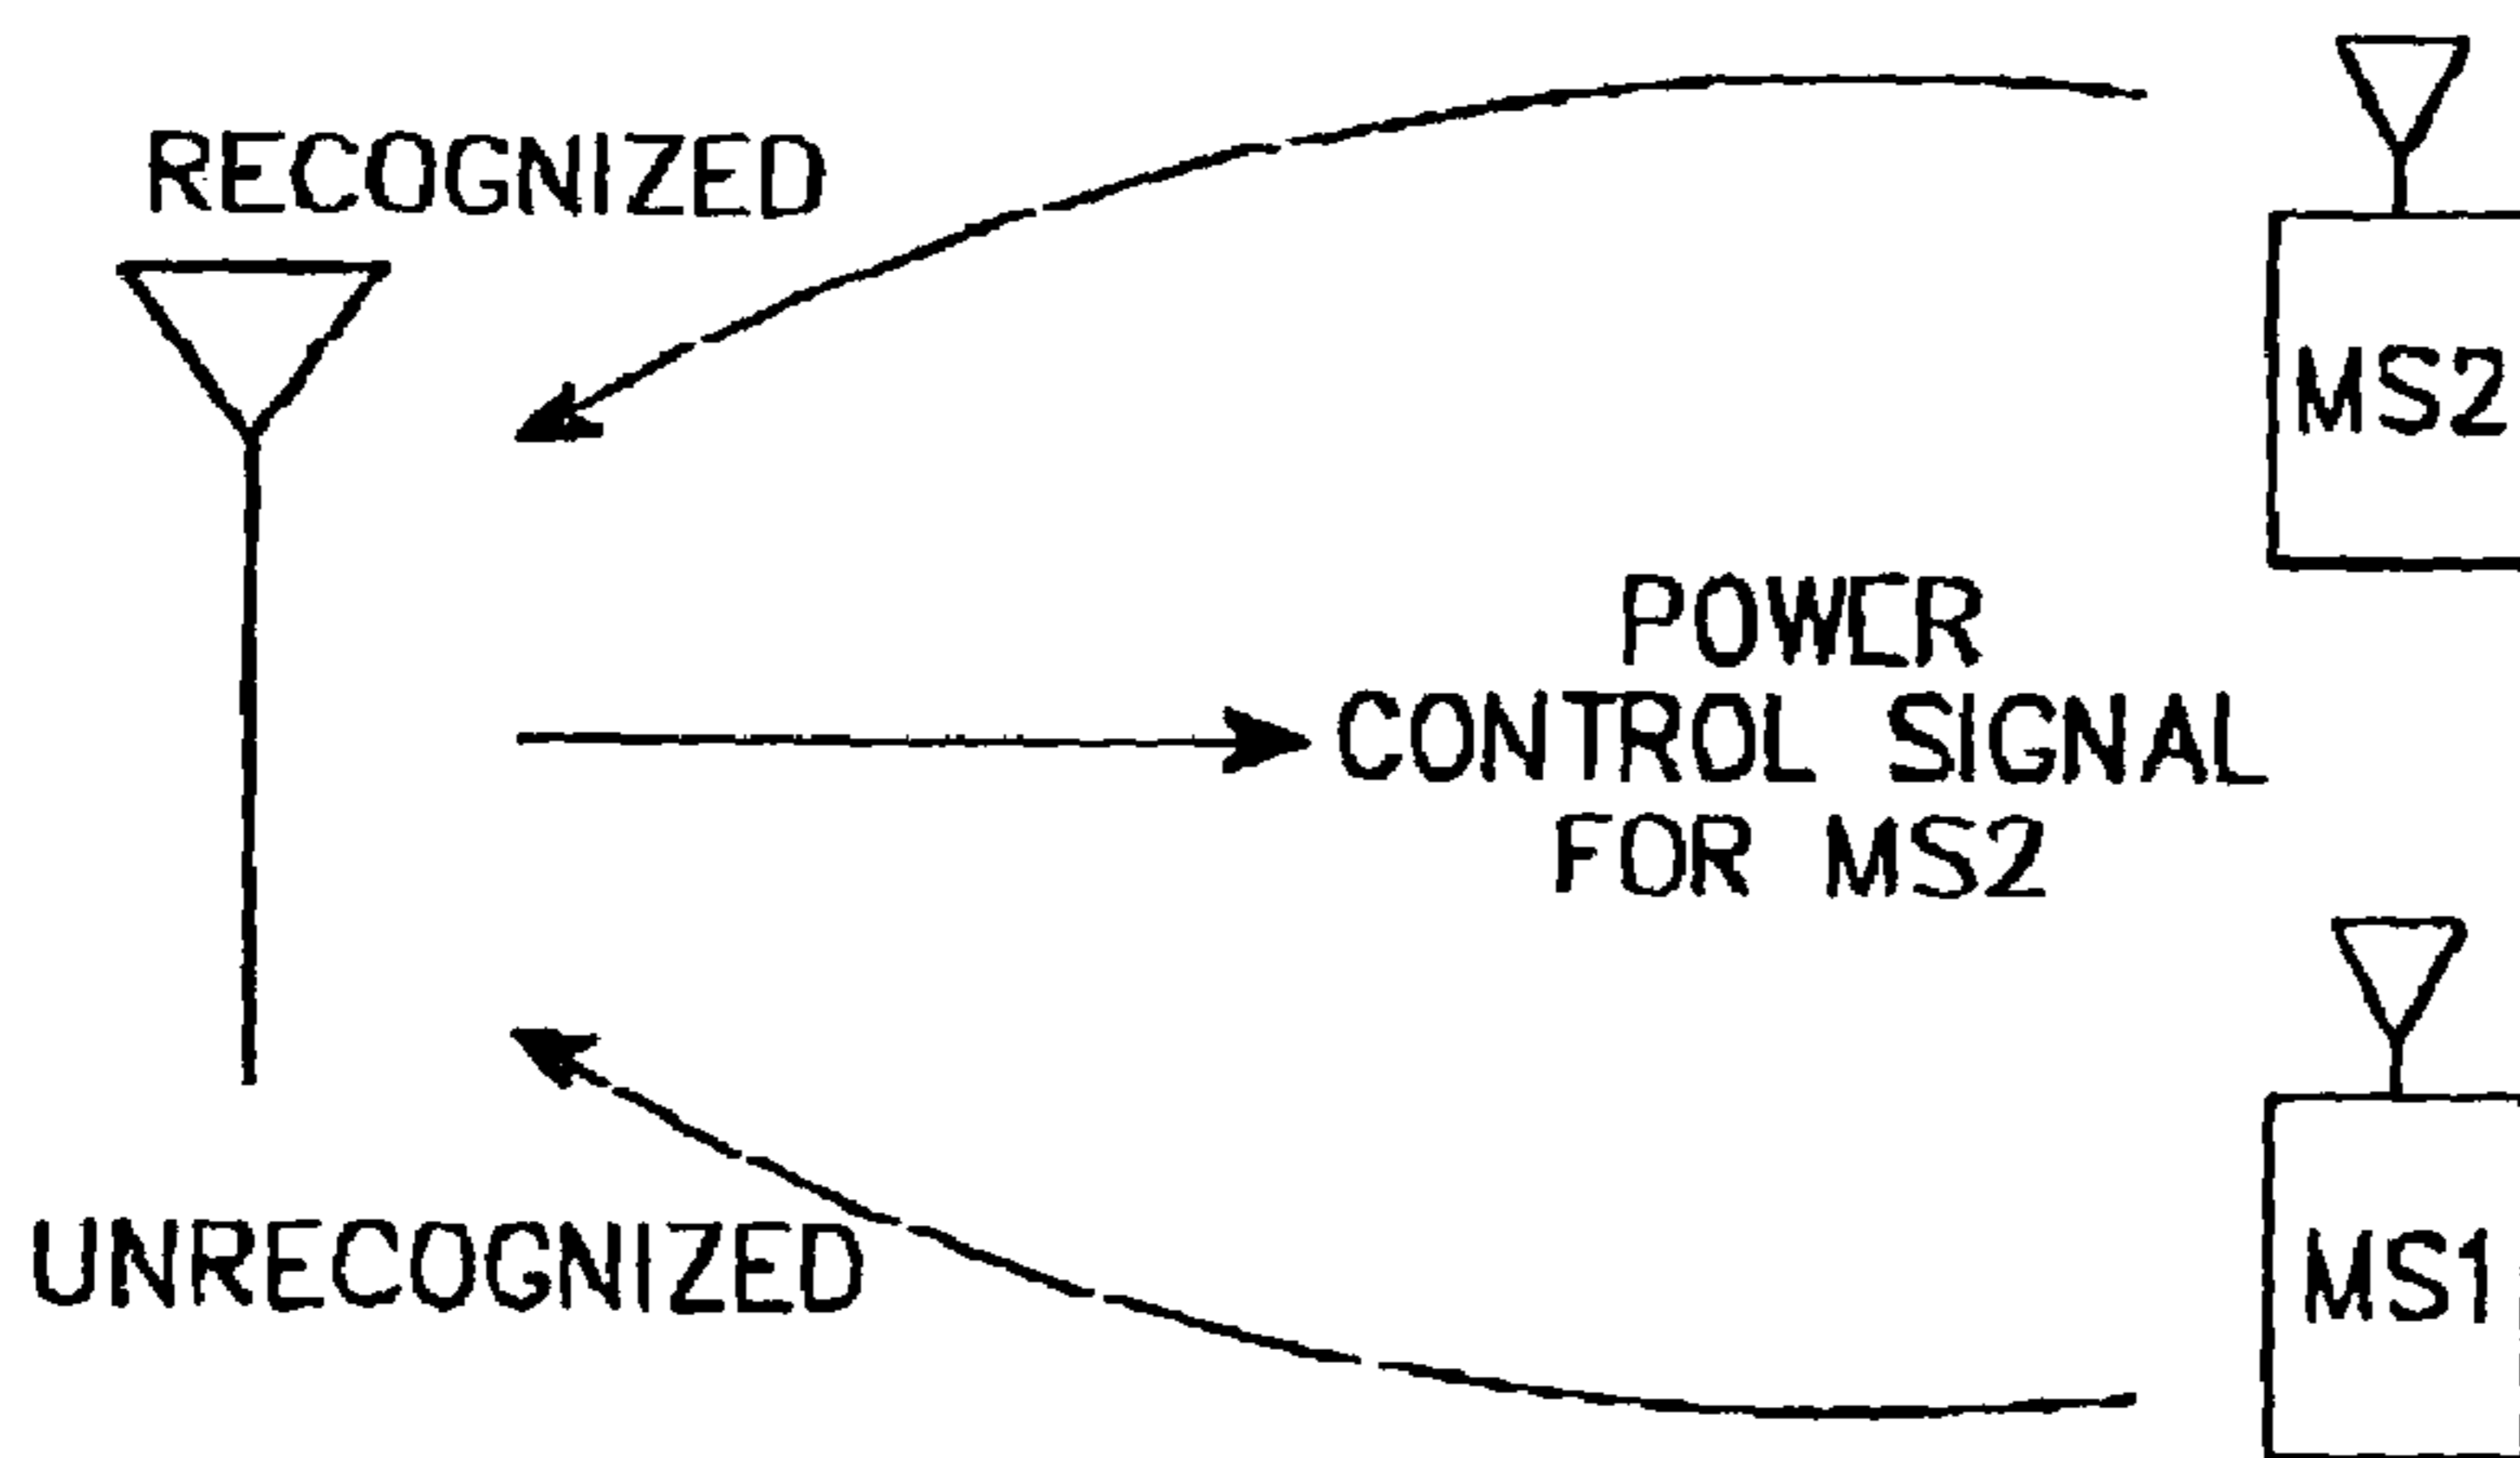 RECOGNIZED
MS2
POWER
CONTROL SIGNAL
FOR MS2
UNRECOGNIZED
MS1